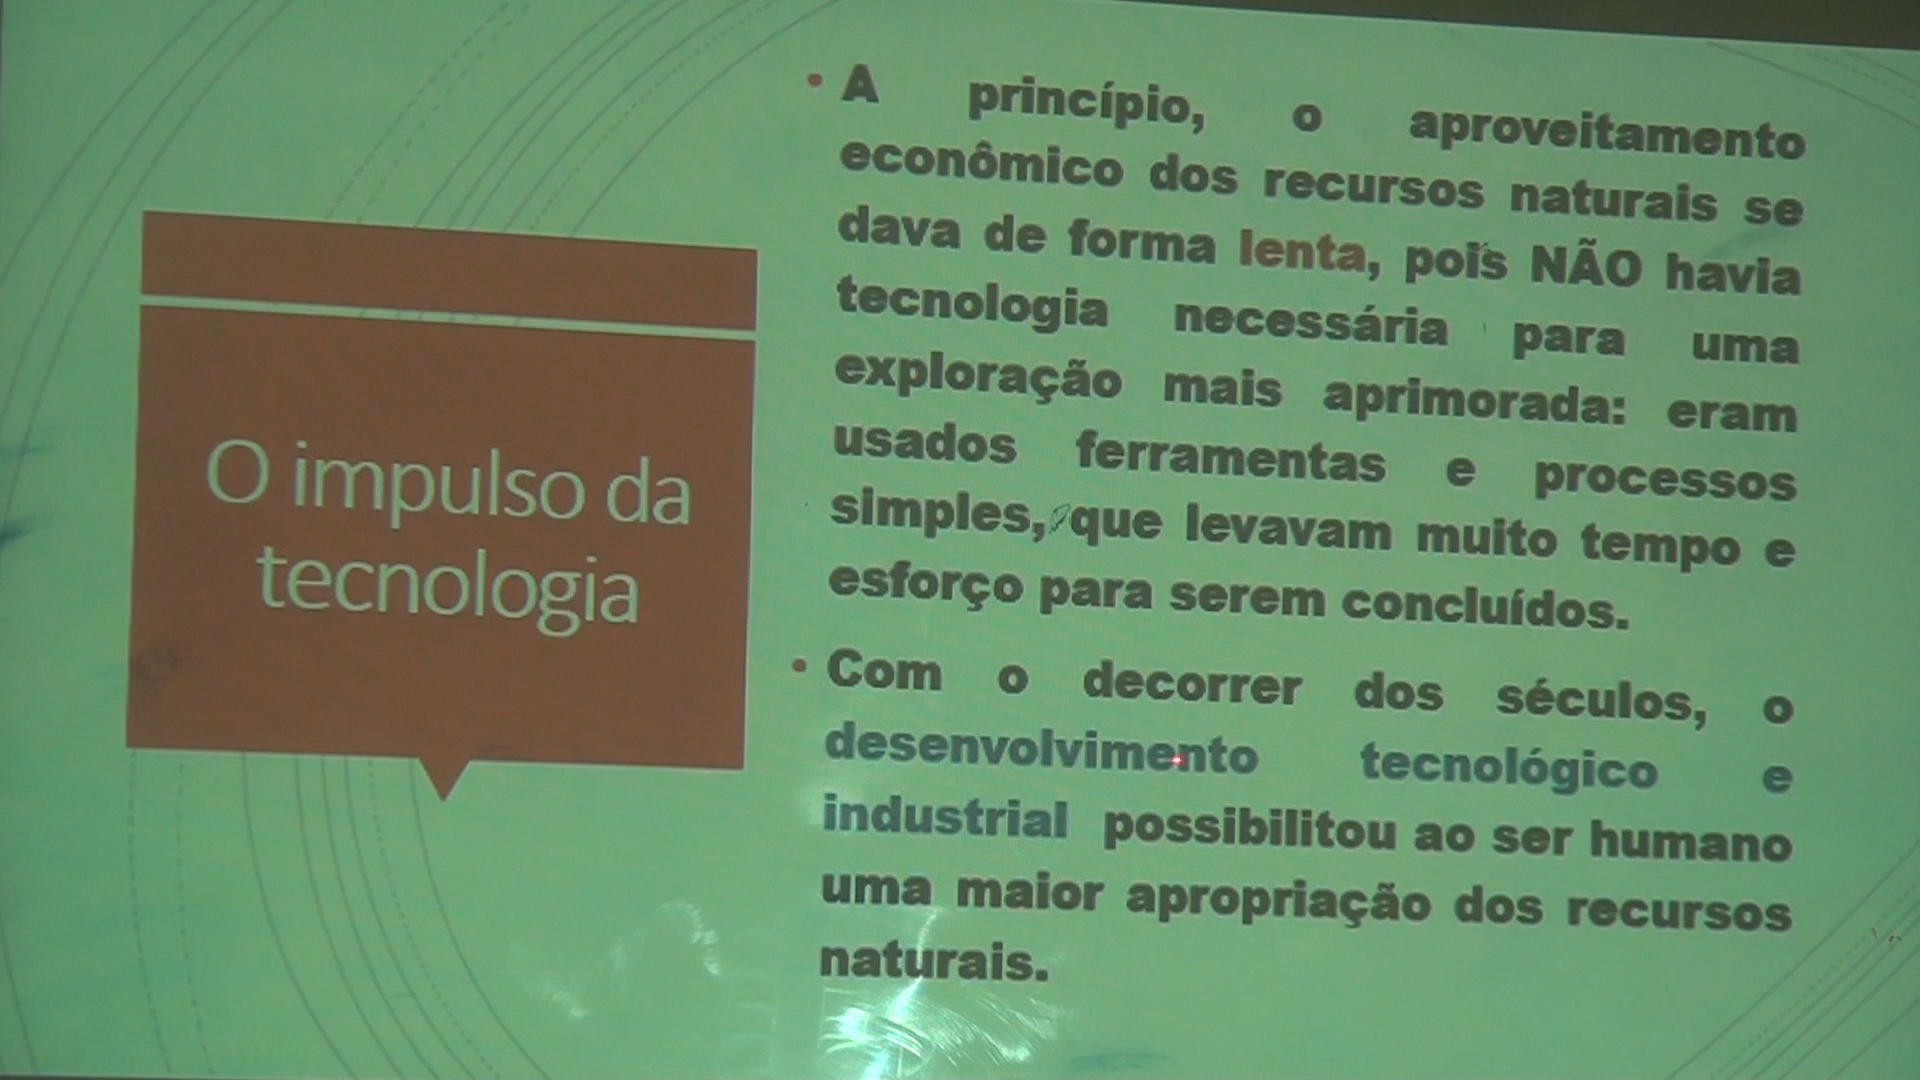 O impulso da
tecnologia
• A princípio, o aproveitamento
econômico dos recursos naturais se
dava de forma lenta, pois NÃO havia
tecnologia necessária para uma
exploração mais aprimorada: eram
usados ferramentas e processos
simples, que levavam muito tempo e
esforço para serem concluídos.
• Com o decorrer dos séculos, o
desenvolvimento tecnológico e
industrial possibilitou ao ser humano
uma maior apropriação dos recursos
naturais.